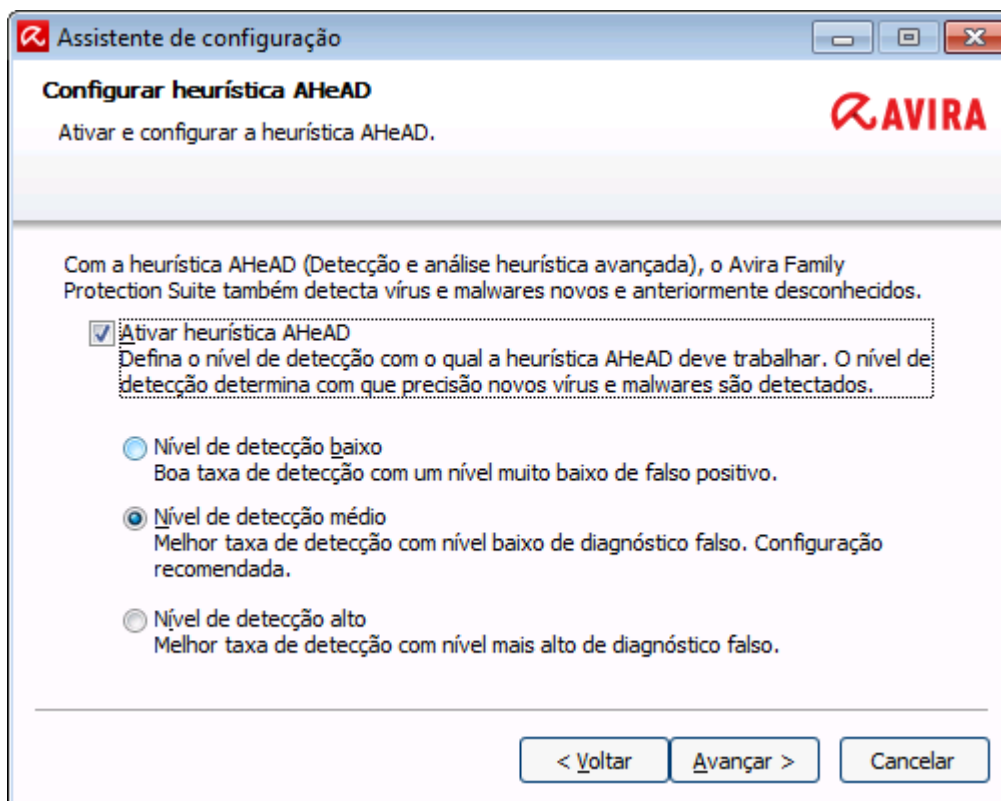 Assistente de configuração
Configurar heurística AHeAD
Ativar e configurar a heurística AHeAD.
AVIRA
Com a heurística AHeAD (Detecção e análise heurística avançada), o Avira Family
Protection Suite também detecta vírus e malwares novos e anteriormente desconhecidos.
Ativar heurística AHeAD
Defina o nível de detecção com o qual a heurística AHeAD deve trabalhar. O nível de
detecção determina com que precisão novos vírus e malwares são detectados.
Nível de detecção baixo
Boa taxa de detecção com um nível muito baixo de falso positivo.
Nível de detecção médio
Melhor taxa de detecção com nível baixo de diagnóstico falso. Configuração
recomendada.
Nível de detecção alto
Melhor taxa de detecção com nível mais alto de diagnóstico falso.
< Voltar
Avançar >
Cancelar